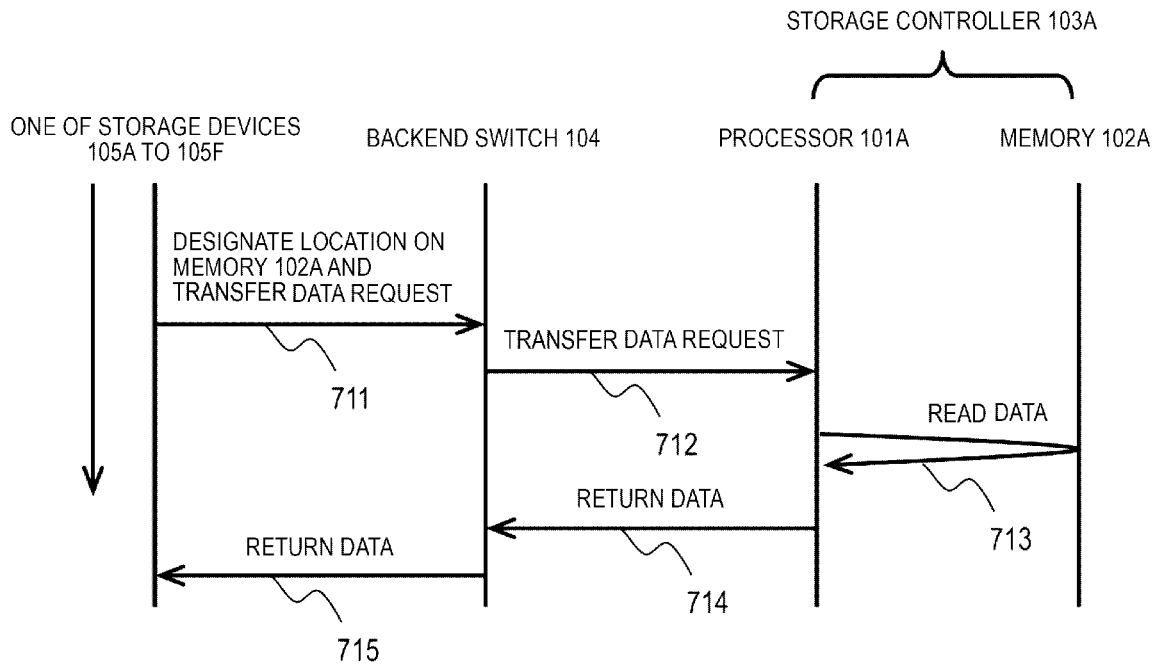 STORAGE CONTROLLER 103A
ONE OF STORAGE DEVICES
105A TO 105F
BACKEND SWITCH 104
PROCESSOR 101A
MEMORY 102A
DESIGNATE LOCATION ON
MEMORY 102A AND
TRANSFER DATA REQUEST
711
TRANSFER DATA REQUEST
712
READ DATA
713
RETURN DATA
714
RETURN DATA
715